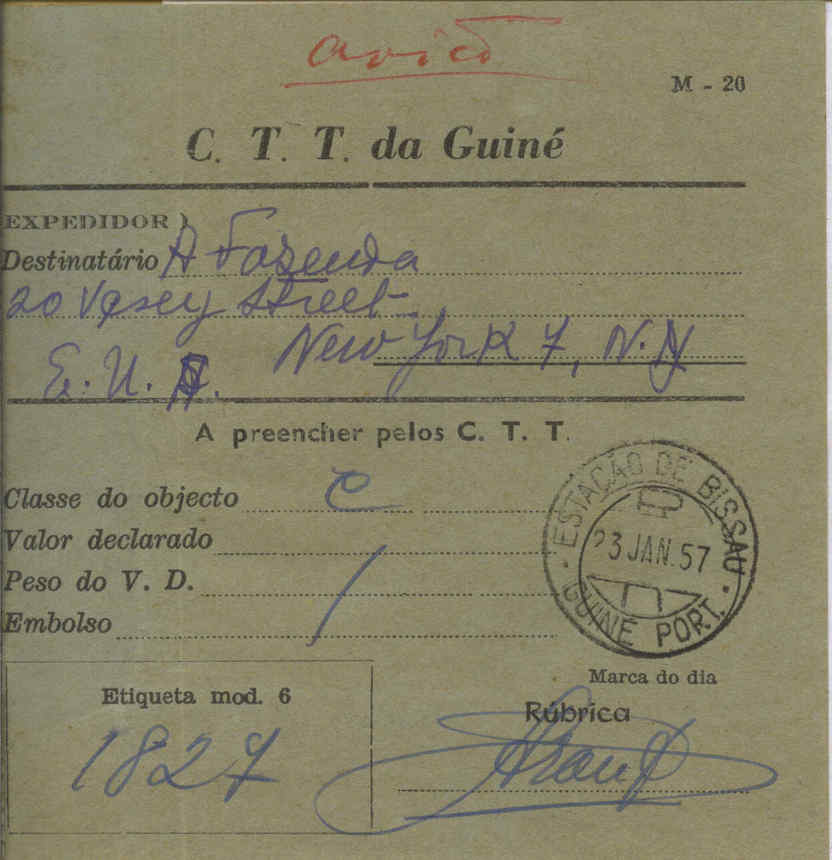 avião
M - 20
C. T. T. da Guiné
EXPEDIDOR )
Destinatário A Fazenda
20 Vesey Street
New York 7, N.Y
E. U. A.
A preencher pelos C. T. T.
Classe do objecto C
Valor declarado
Peso do V. D.
Embolso
ESTAÇÃO DE BISSAU
23 JAN. 57
GUINÉ PORT.
Marca do dia
Etiqueta mod. 6
1827
Rúbrica